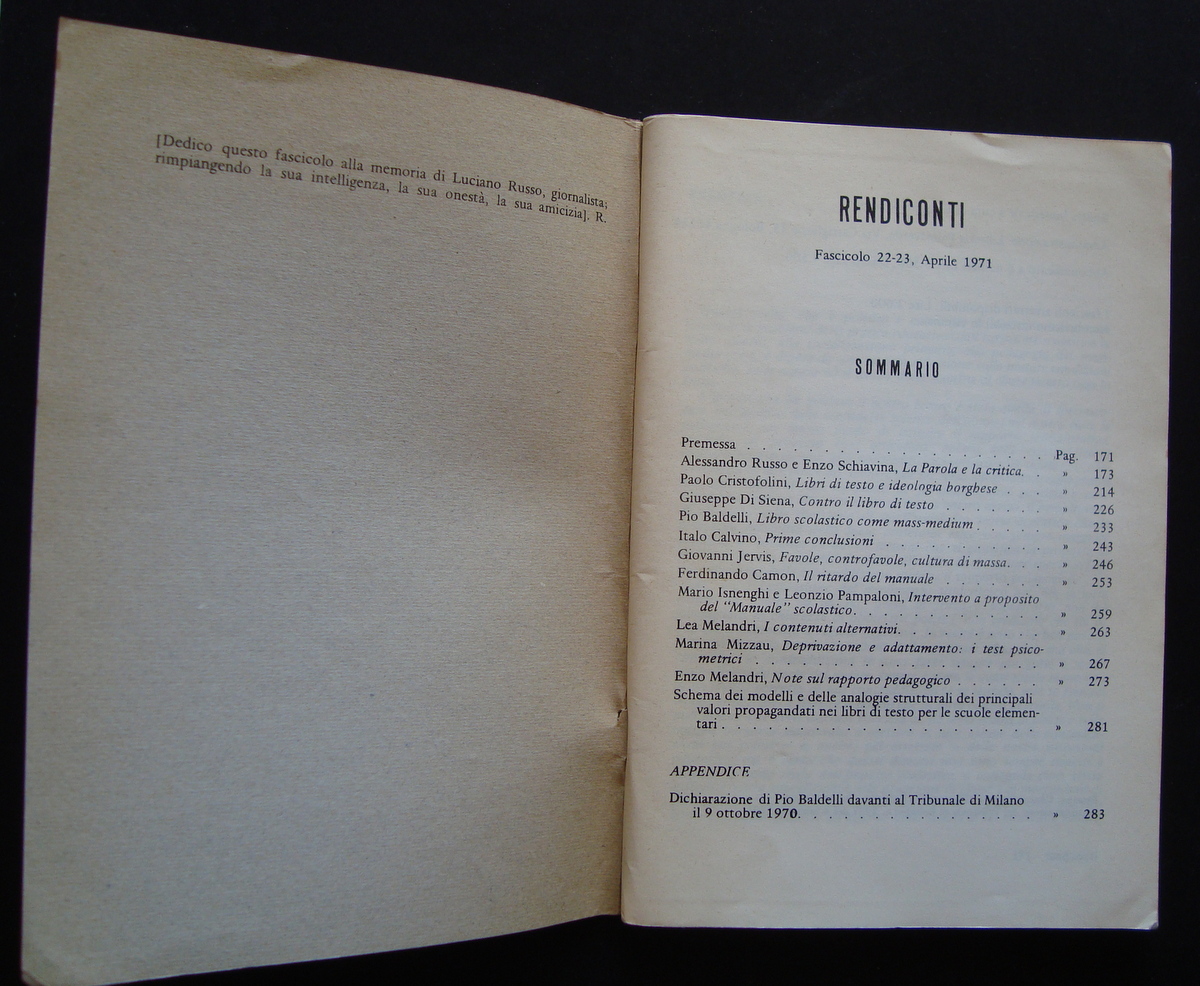 [Dedico questo fascicolo alla memoria di Luciano Russo, giornalista;
rimpiangendo la sua intelligenza, la sua onestà, la sua amicizia]. R.
RENDICONTI
Fascicolo 22-23, Aprile 1971
SOMMARIO
Premessa . . . . . . . . . . . . . . . . . . . . Pag. 171
Alessandro Russo e Enzo Schiavina, La Parola e la critica. . » 173
Paolo Cristofolini, Libri di testo e ideologia borghese . . . » 214
Giuseppe Di Siena, Contro il libro di testo . . . . . . . » 226
Pio Baldelli, Libro scolastico come mass-medium . . . . . » 233
Italo Calvino, Prime conclusioni . . . . . . . . . . . » 243
Giovanni Jervis, Favole, controfavole, cultura di massa. . . » 246
Ferdinando Camon, Il ritardo del manuale . . . . . . . » 253
Mario Isnenghi e Leonzio Pampaloni, Intervento a proposito
del "Manuale" scolastico. . . . . . . . . . . . . » 259
Lea Melandri, I contenuti alternativi. . . . . . . . . . » 263
Marina Mizzau, Deprivazione e adattamento: i test psico-
metrici . . . . . . . . . . . . . . . . . . . » 267
Enzo Melandri, Note sul rapporto pedagogico . . . . . . » 273
Schema dei modelli e delle analogie strutturali dei principali
valori propagandati nei libri di testo per le scuole elemen-
tari . . . . . . . . . . . . . . . . . . . . . » 281
APPENDICE
Dichiarazione di Pio Baldelli davanti al Tribunale di Milano
il 9 ottobre 1970. . . . . . . . . . . . . . . . » 283